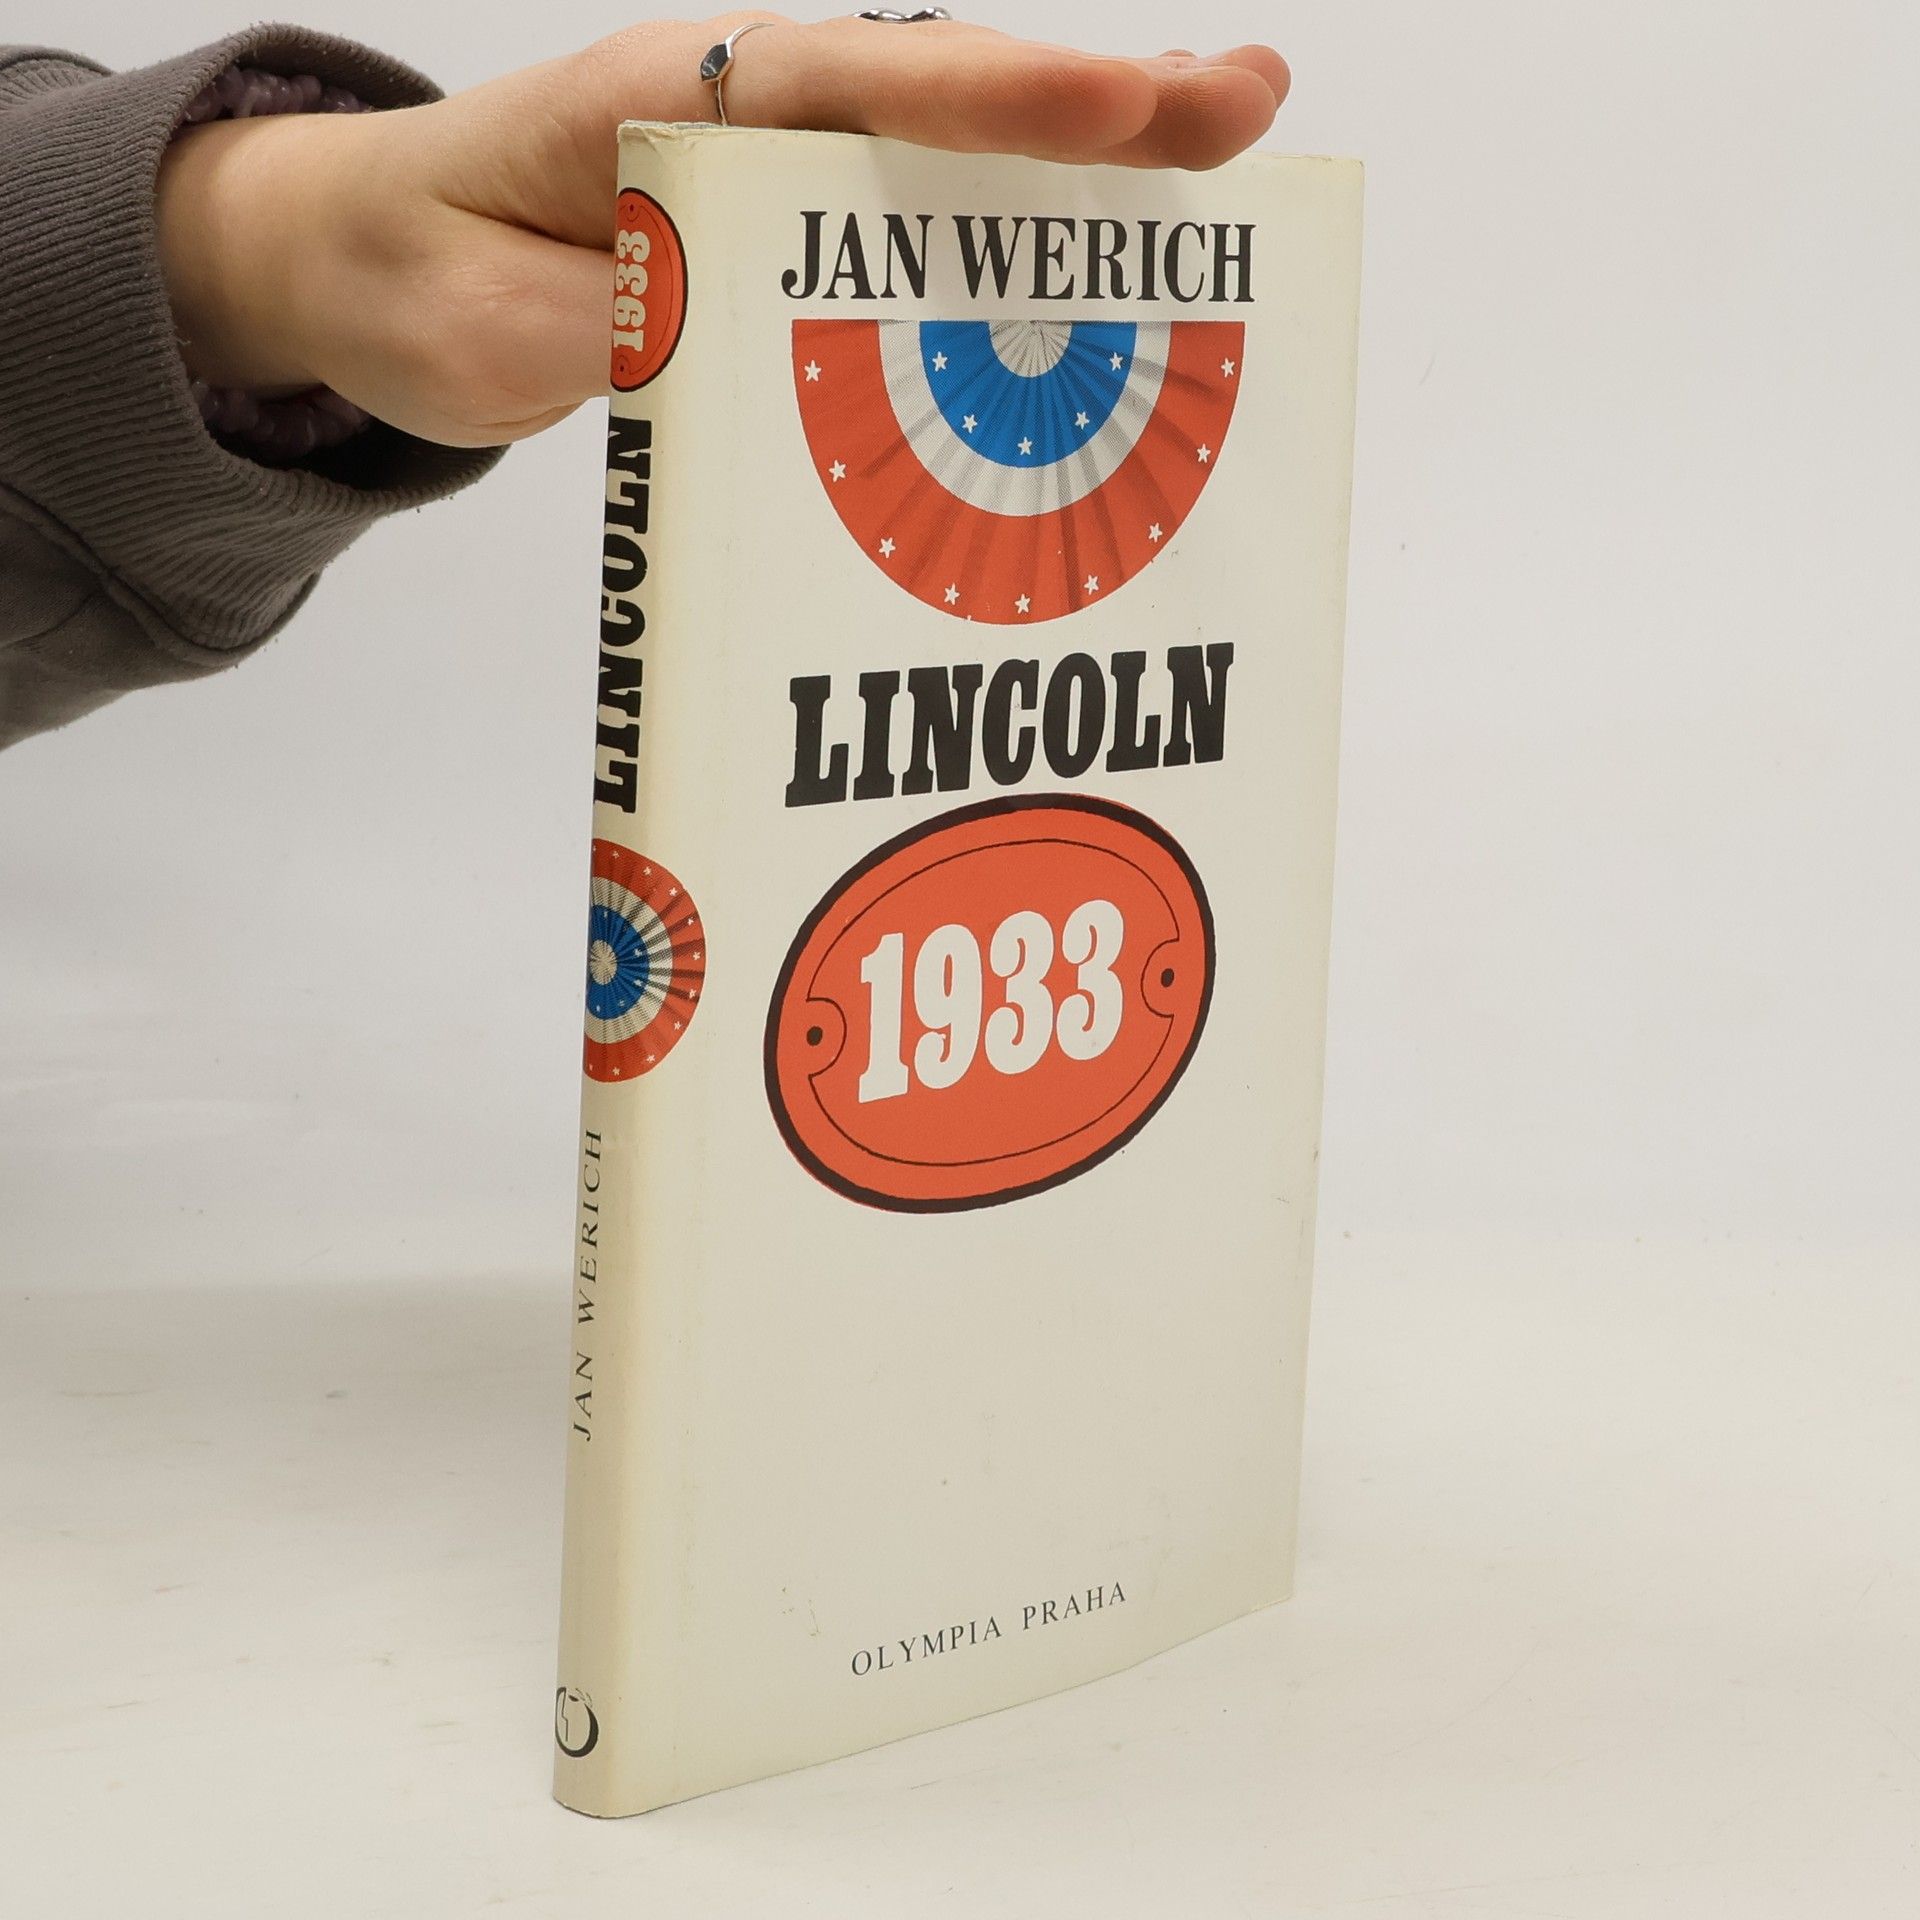 JAN WERICH
LINCOLN
1933
OLYMPIA PRAHA
1933
LINCOLN
JAN WERICH